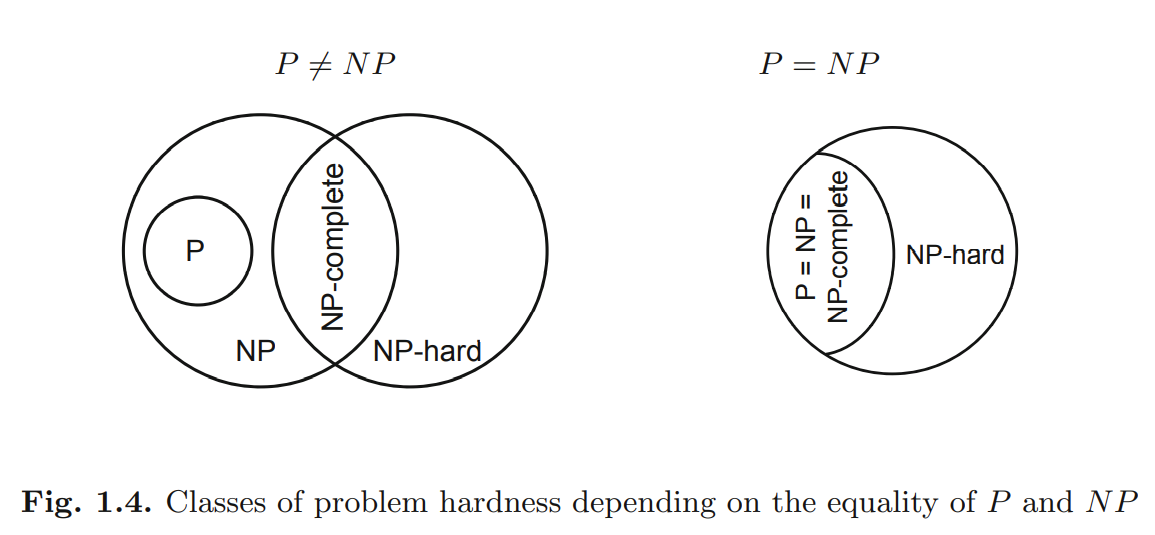 P ≠ NP
P = NP
P
NP-complete
NP
NP-hard
P = NP =
NP-complete
NP-hard
Fig. 1.4. Classes of problem hardness depending on the equality of P and NP